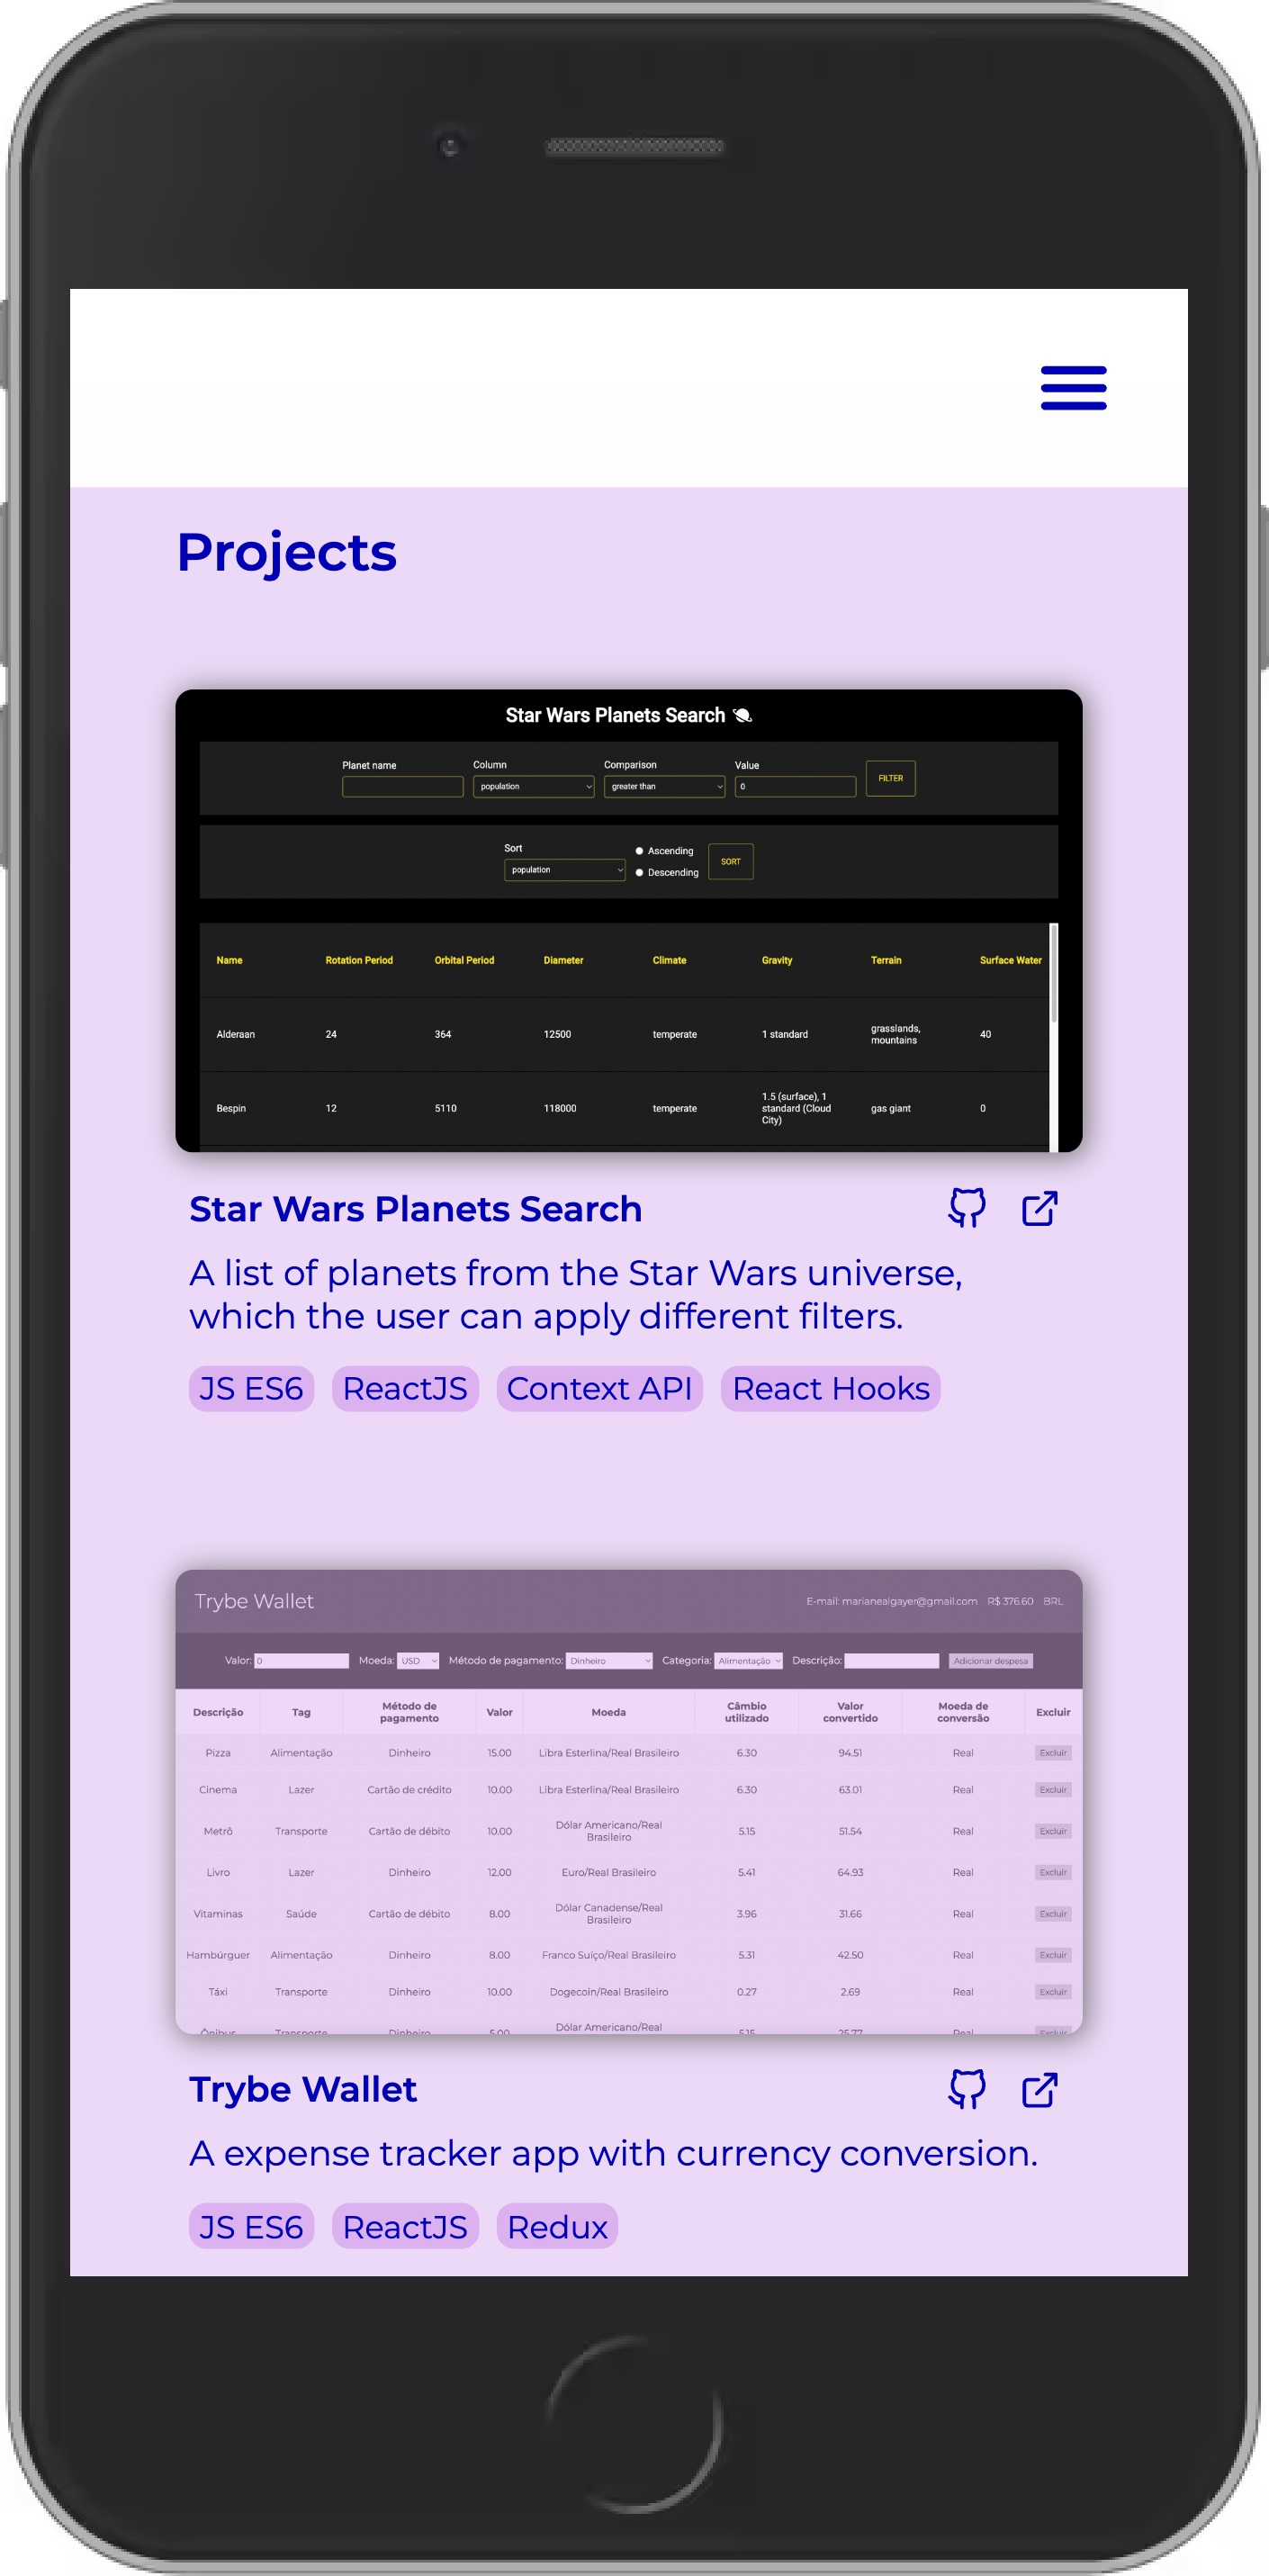 Projects
Star Wars Planets Search
Planet name Column Comparison Value
population greater than 0 FILTER
Sort
population Ascending SORT
Descending
Name Rotation Period Orbital Period Diameter Climate Gravity Terrain Surface Water
Alderaan 24 364 12500 temperate 1 standard grasslands, mountains 40
Bespin 12 5110 118000 temperate 1.5 (surface), 1 standard (Cloud City) gas giant 0
Star Wars Planets Search
A list of planets from the Star Wars universe,
which the user can apply different filters.
JS ES6 ReactJS Context API React Hooks
Trybe Wallet E-mail: marianealgayer@gmail.com R$ 376.60 BRL
Valor: 0 Moeda: USD Método de pagamento: Dinheiro Categoria: Alimentação Descrição: Adicionar despesa
Descrição Tag Método de pagamento Valor Moeda Câmbio utilizado Valor convertido Moeda de conversão Excluir
Pizza Alimentação Dinheiro 15.00 Libra Esterlina/Real Brasileiro 6.30 94.51 Real Excluir
Cinema Lazer Cartão de crédito 10.00 Libra Esterlina/Real Brasileiro 6.30 63.01 Real Excluir
Metrô Transporte Cartão de débito 10.00 Dólar Americano/Real Brasileiro 5.15 51.54 Real Excluir
Livro Lazer Dinheiro 12.00 Euro/Real Brasileiro 5.41 64.93 Real Excluir
Vitaminas Saúde Cartão de débito 8.00 Dólar Canadense/Real Brasileiro 3.96 31.66 Real Excluir
Hambúrguer Alimentação Dinheiro 8.00 Franco Suíço/Real Brasileiro 5.31 42.50 Real Excluir
Táxi Transporte Dinheiro 10.00 Dogecoin/Real Brasileiro 0.27 2.69 Real Excluir
Ônibus Transporte Dinheiro 5.00 Dólar Americano/Real 5.15 25.77 Real Excluir
Trybe Wallet
A expense tracker app with currency conversion.
JS ES6 ReactJS Redux